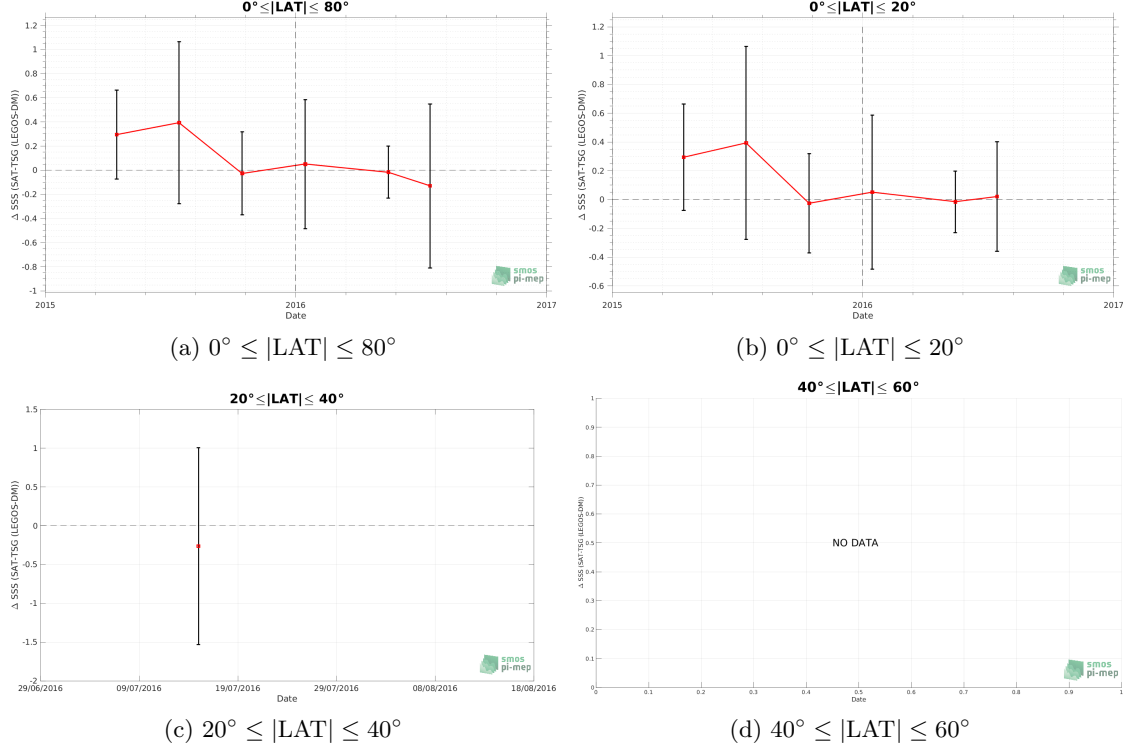 0°≤|LAT|≤ 80°
Δ SSS (SAT-TSG (LEGOS-DM))
1.2
1
0.8
0.6
0.4
0.2
0
-0.2
-0.4
-0.6
-0.8
-1
2015
2016
2017
Date
smos
pi-mep
(a) 0° ≤ |LAT| ≤ 80°
0°≤|LAT|≤ 20°
Δ SSS (SAT-TSG (LEGOS-DM))
1.2
1
0.8
0.6
0.4
0.2
0
-0.2
-0.4
-0.6
2015
2016
2017
Date
smos
pi-mep
(b) 0° ≤ |LAT| ≤ 20°
20°≤|LAT|≤ 40°
Δ SSS (SAT-TSG (LEGOS-DM))
1.5
1
0.5
0
-0.5
-1
-1.5
-2
29/06/2016
09/07/2016
19/07/2016
29/07/2016
08/08/2016
18/08/2016
Date
smos
pi-mep
(c) 20° ≤ |LAT| ≤ 40°
40°≤|LAT|≤ 60°
Δ SSS (SAT-TSG (LEGOS-DM))
1
0.9
0.8
0.7
0.6
0.5
0.4
0.3
0.2
0.1
0
NO DATA
0
0.1
0.2
0.3
0.4
0.5
0.6
0.7
0.8
0.9
1
Date
smos
pi-mep
(d) 40° ≤ |LAT| ≤ 60°